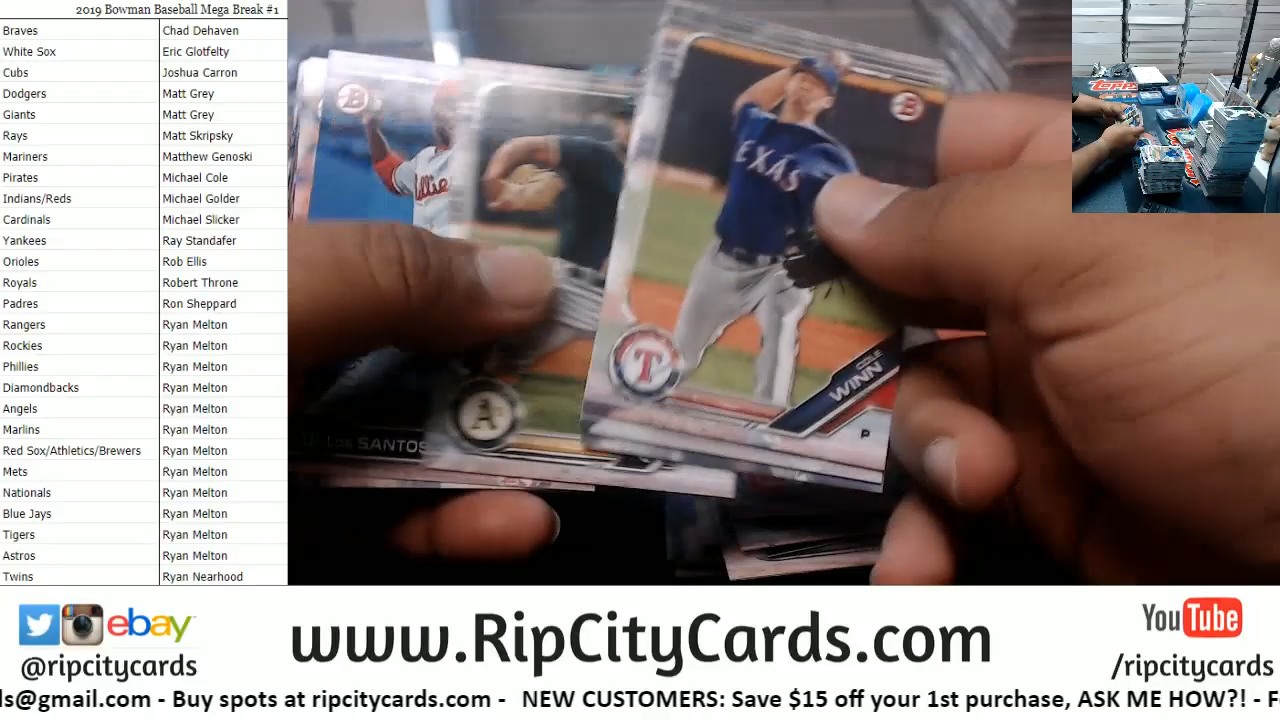 2019 Bowman Baseball Mega Break #1
Braves Chad Dehaven
White Sox Eric Glotfelty
Cubs Joshua Carron
Dodgers Matt Grey
Giants Matt Grey
Rays Matt Skripsky
Mariners Matthew Genoski
Pirates Michael Cole
Indians/Reds Michael Golder
Cardinals Michael Slicker
Yankees Ray Standafer
Orioles Rob Ellis
Royals Robert Throne
Padres Ron Sheppard
Rangers Ryan Melton
Rockies Ryan Melton
Phillies Ryan Melton
Diamondbacks Ryan Melton
Angels Ryan Melton
Marlins Ryan Melton
Red Sox/Athletics/Brewers Ryan Melton
Mets Ryan Melton
Nationals Ryan Melton
Blue Jays Ryan Melton
Tigers Ryan Melton
Astros Ryan Melton
Twins Ryan Nearhood
B
B
TEXAS
T
COLE
WINN
P
A's
Los SANTOS
Topps
ebay
@ripcitycards
www.RipCityCards.com
YouTube
/ripcitycards
ls@gmail.com - Buy spots at ripcitycards.com - NEW CUSTOMERS: Save $15 off your 1st purchase, ASK ME HOW?! - F